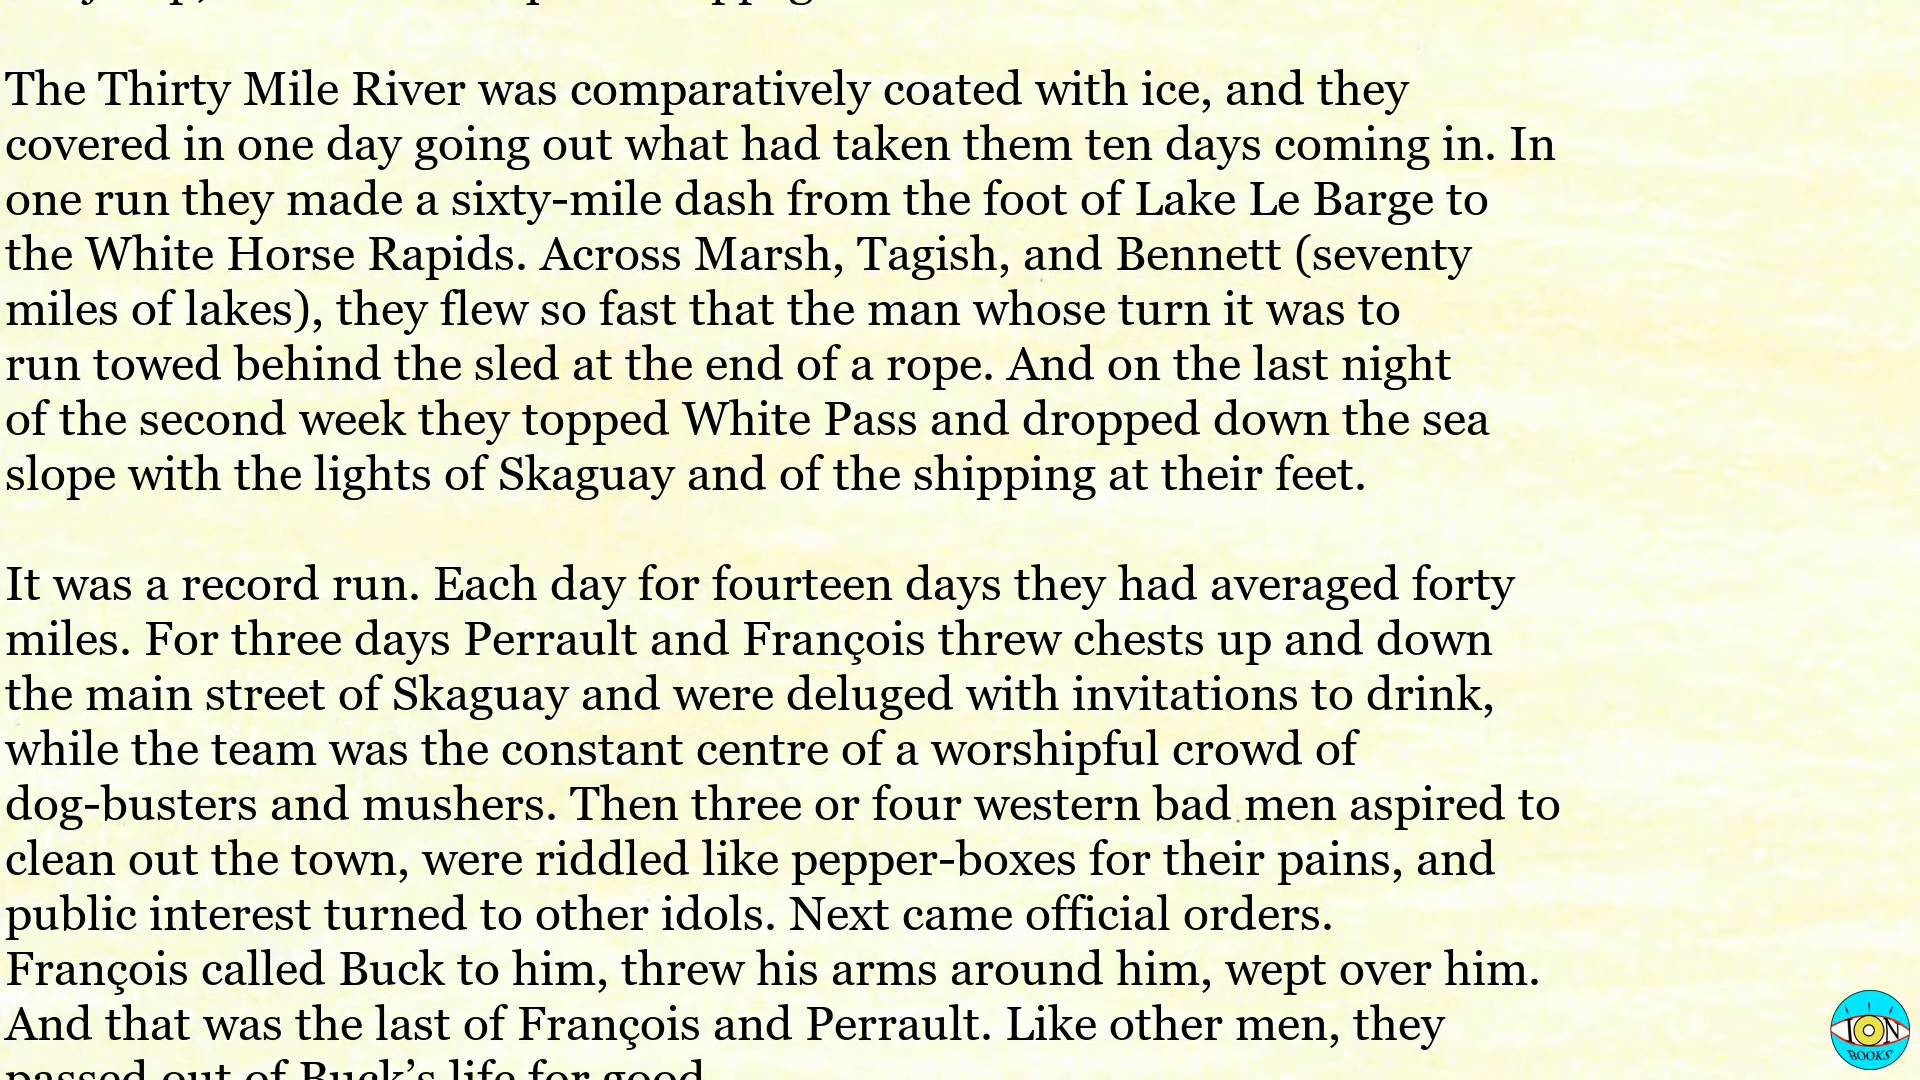 The Thirty Mile River was comparatively coated with ice, and they
covered in one day going out what had taken them ten days coming in. In
one run they made a sixty-mile dash from the foot of Lake Le Barge to
the White Horse Rapids. Across Marsh, Tagish, and Bennett (seventy
miles of lakes), they flew so fast that the man whose turn it was to
run towed behind the sled at the end of a rope. And on the last night
of the second week they topped White Pass and dropped down the sea
slope with the lights of Skaguay and of the shipping at their feet.
It was a record run. Each day for fourteen days they had averaged forty
miles. For three days Perrault and François threw chests up and down
the main street of Skaguay and were deluged with invitations to drink,
while the team was the constant centre of a worshipful crowd of
dog-busters and mushers. Then three or four western bad men aspired to
clean out the town, were riddled like pepper-boxes for their pains, and
public interest turned to other idols. Next came official orders.
François called Buck to him, threw his arms around him, wept over him.
And that was the last of François and Perrault. Like other men, they
passed out of Buck’s life for good
ION
BOOKS